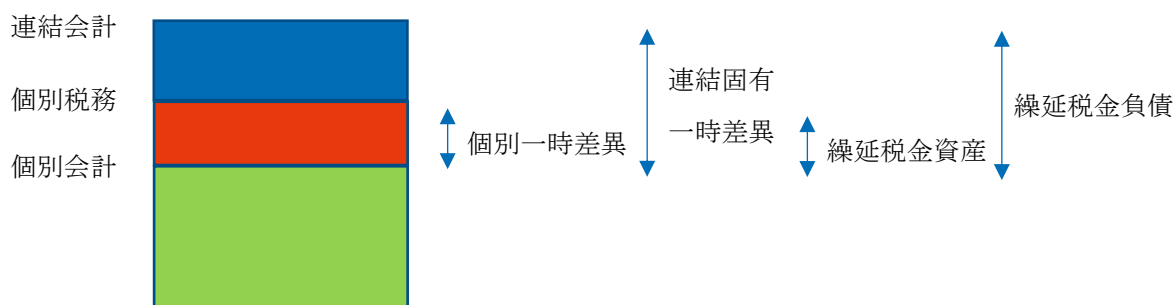 連結会計
個別税務
個別会計
個別一時差異
連結固有
一時差異
繰延税金資産
繰延税金負債